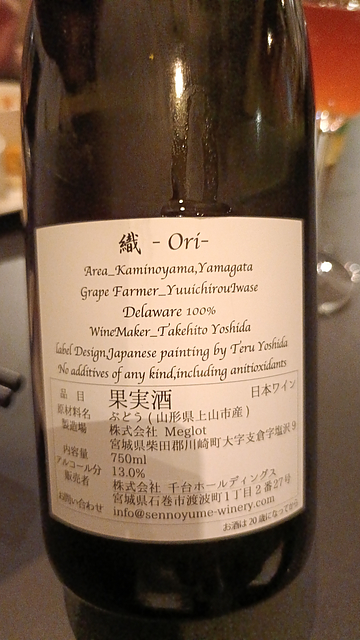 織 - Ori-
Area_Kaminoyama,Yamagata
Grape Farmer_YuuichirouIwase
Delaware 100%
WineMaker_Takehito Yoshida
label Design,Japanese painting by Teru Yoshida
No additives of any kind,including anitioxidants
品 目 果実酒 日本ワイン
原材料名 ぶどう (山形県上山市産)
製造場 株式会社 Meglot
宮城県柴田郡川崎町大字支倉字塩沢9
内容量 750ml
アルコール分 13.0%
販売者 株式会社 千台ホールディングス
宮城県石巻市渡波町1丁目2番27号
お問い合わせ info@sennoyume-winery.com
お酒は20歳になってから